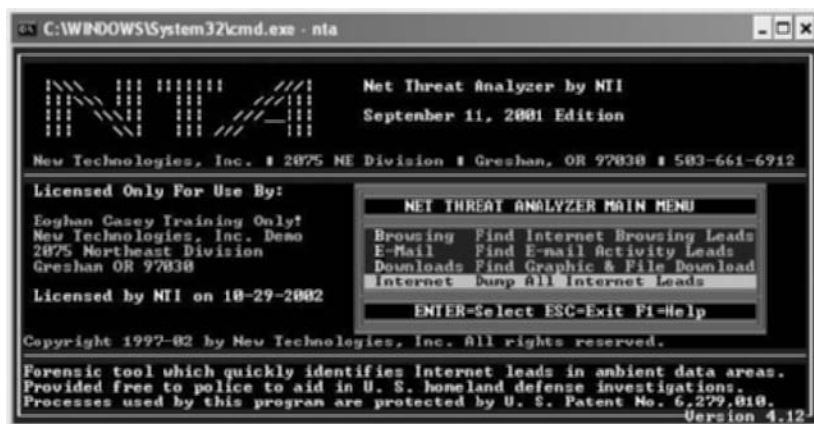 C:\WINDOWS\System32\cmd.exe - nta
NTA
Net Threat Analyzer by NTI
September 11, 2001 Edition
New Technologies, Inc. 2075 NE Division Greshan, OR 97030 503-661-6912
Licensed Only For Use By:
Eoghan Casey Training Only!
New Technologies, Inc. Demo
2075 Northeast Division
Greshan OR 97030
Licensed by NTI on 10-29-2002
NET THREAT ANALYZER MAIN MENU
Browsing Find Internet Browsing Leads
E-Mail Find E-mail Activity Leads
Downloads Find Graphic & File Download
Internet Dump All Internet Leads
ENTER=Select ESC=Exit F1=Help
Copyright 1997-02 by New Technologies, Inc. All rights reserved.
Forensic tool which quickly identifies Internet leads in ambient data areas.
Provided free to police to aid in U. S. homeland defense investigations.
Processes used by this program are protected by U. S. Patent No. 6,279,010.
Version 4.12